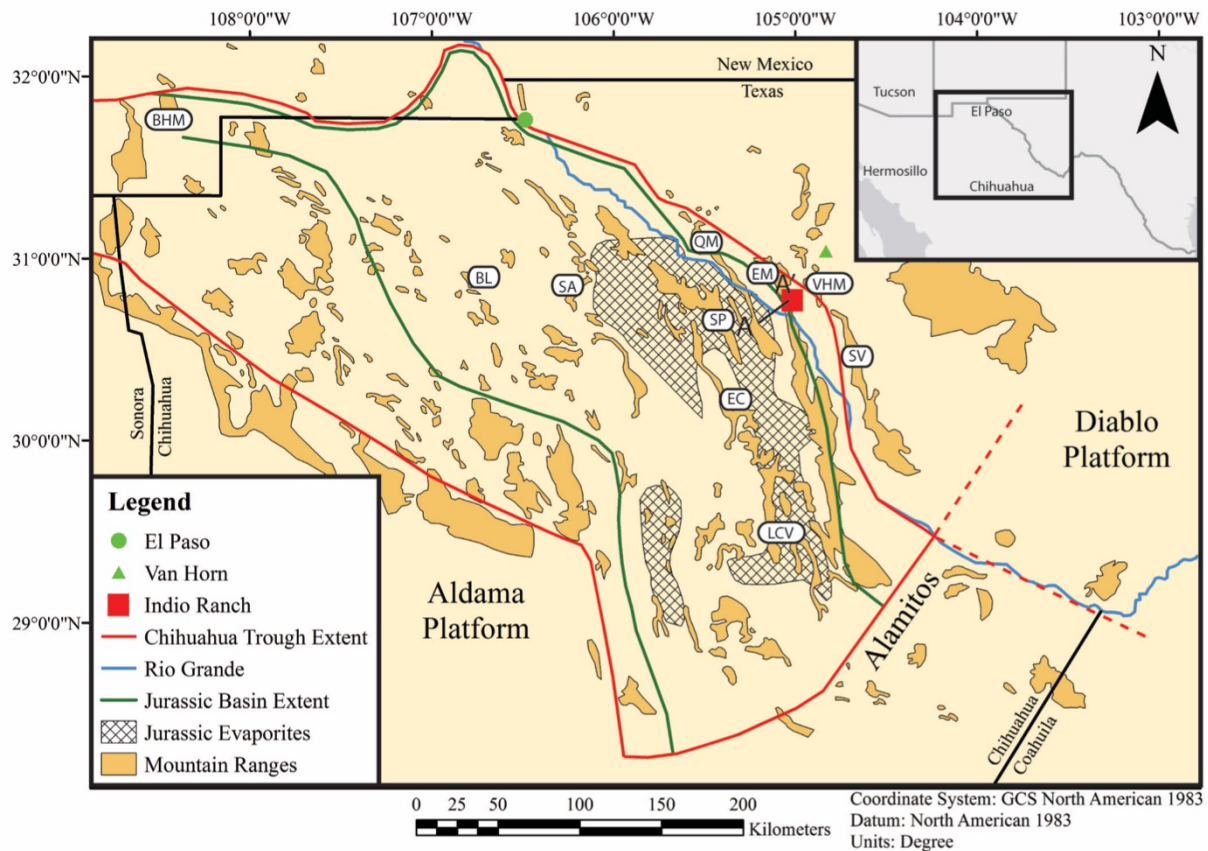 108°0'0"W
107°0'0"W
106°0'0"W
105°0'0"W
104°0'0"W
103°0'0"W
32°0'0"N
31°0'0"N
30°0'0"N
29°0'0"N
New Mexico
Texas
Tucson
El Paso
Hermosillo
Chihuahua
N
BHM
QM
EM
A'
VHM
BL
SA
SP
A
SV
EC
LCV
Sonora
Chihuahua
Diablo
Platform
Aldama
Platform
Alamitos
Chihuahua
Coahuila
Legend
El Paso
Van Horn
Indio Ranch
Chihuahua Trough Extent
Rio Grande
Jurassic Basin Extent
Jurassic Evaporites
Mountain Ranges
0 25 50 100 150 200
Kilometers
Coordinate System: GCS North American 1983
Datum: North American 1983
Units: Degree